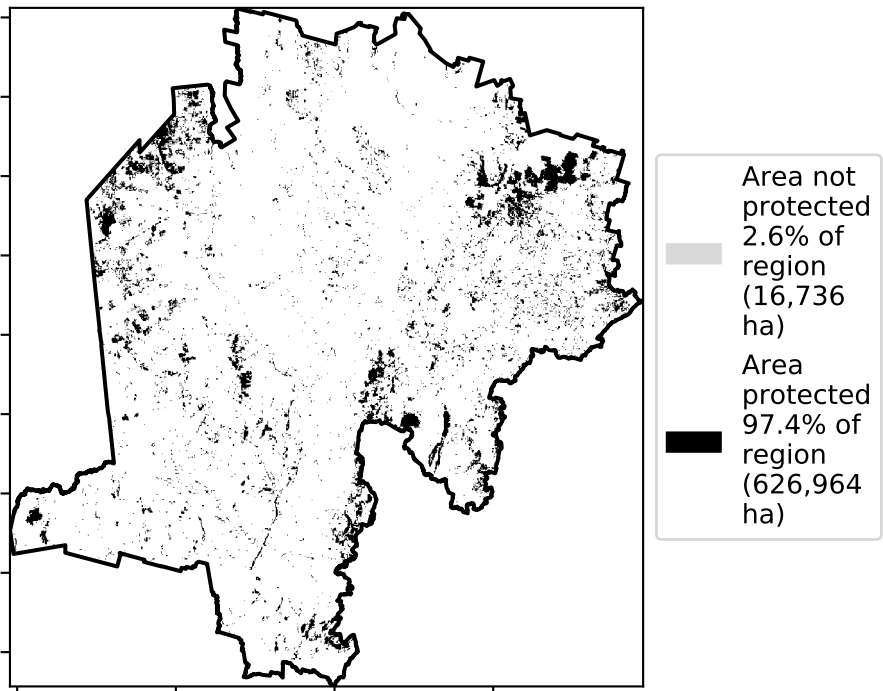 Area not
protected
2.6% of
region
(16,736
ha)
Area
protected
97.4% of
region
(626,964
ha)